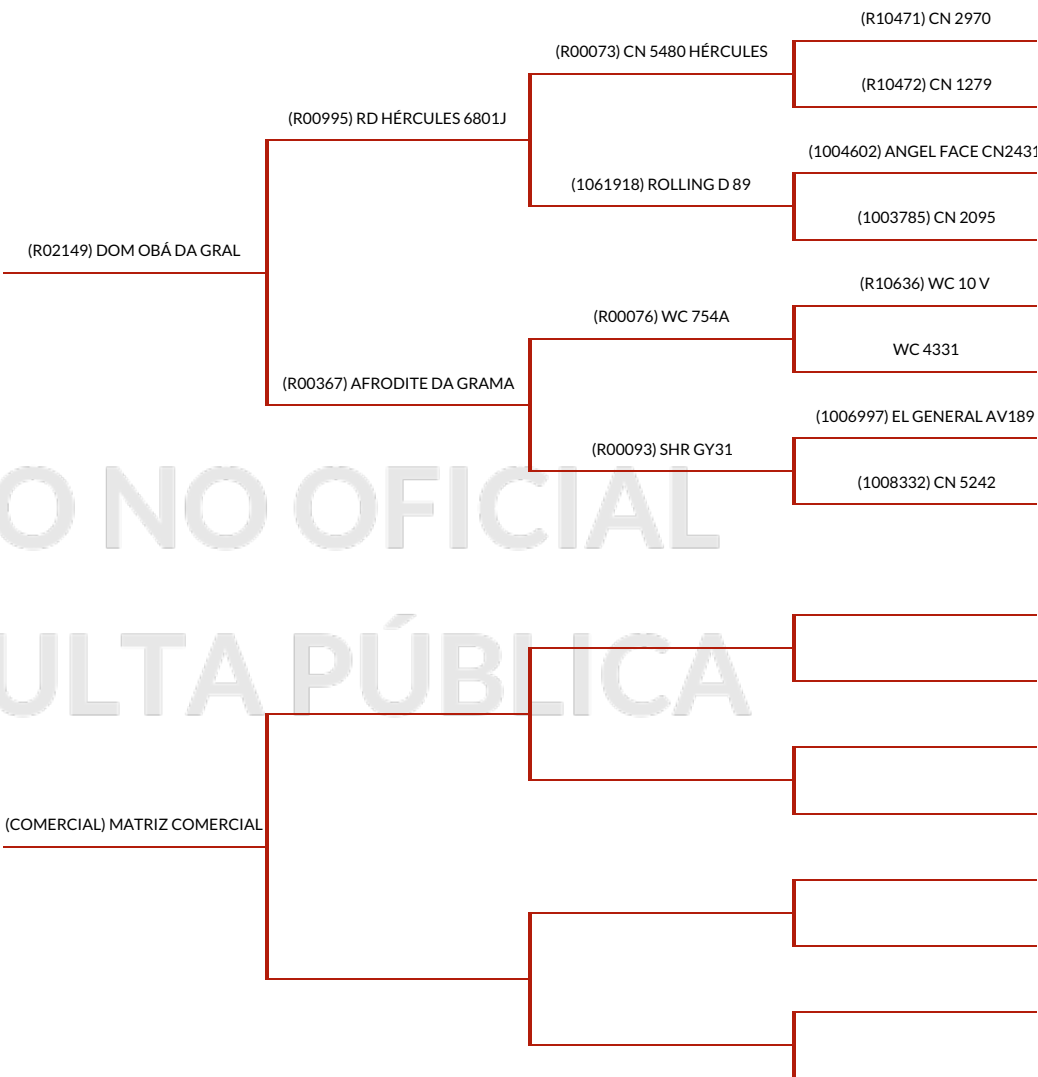 (R10471) CN 2970
(R00073) CN 5480 HÉRCULES
(R10472) CN 1279
(R00995) RD HÉRCULES 6801J
(1004602) ANGEL FACE CN2431
(1061918) ROLLING D 89
(1003785) CN 2095
(R02149) DOM OBÁ DA GRAL
(R10636) WC 10 V
(R00076) WC 754A
WC 4331
(R00367) AFRODITE DA GRAMA
(1006997) EL GENERAL AV189
(R00093) SHR GY31
(1008332) CN 5242
O NO OFICIAL
ULTA PÚBLICA
(COMERCIAL) MATRIZ COMERCIAL